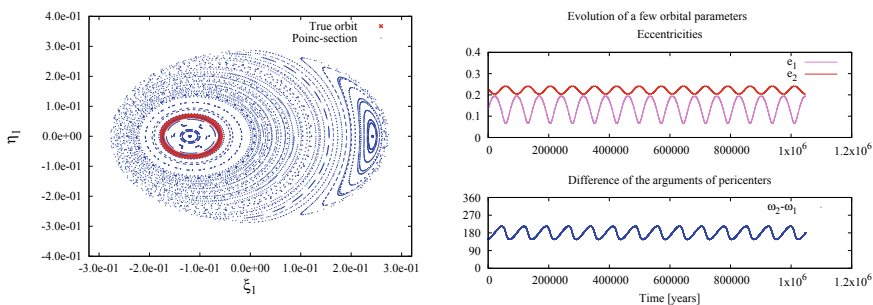 4.0e-01
3.0e-01
2.0e-01
1.0e-01
0.0e+00
-1.0e-01
-2.0e-01
-3.0e-01
-4.0e-01
η1
True orbit
Poinc-section
-3.0e-01 -2.0e-01 -1.0e-01 0.0e+00 1.0e-01 2.0e-01 3.0e-01
ξ1
Evolution of a few orbital parameters
Eccentricities
0.4
0.3
0.2
0.1
0
e1
e2
0 200000 400000 600000 800000 1x10^6 1.2x10^6
Difference of the arguments of pericenters
360
270
180
90
0
ω2-ω1
0 200000 400000 600000 800000 1x10^6 1.2x10^6
Time [years]